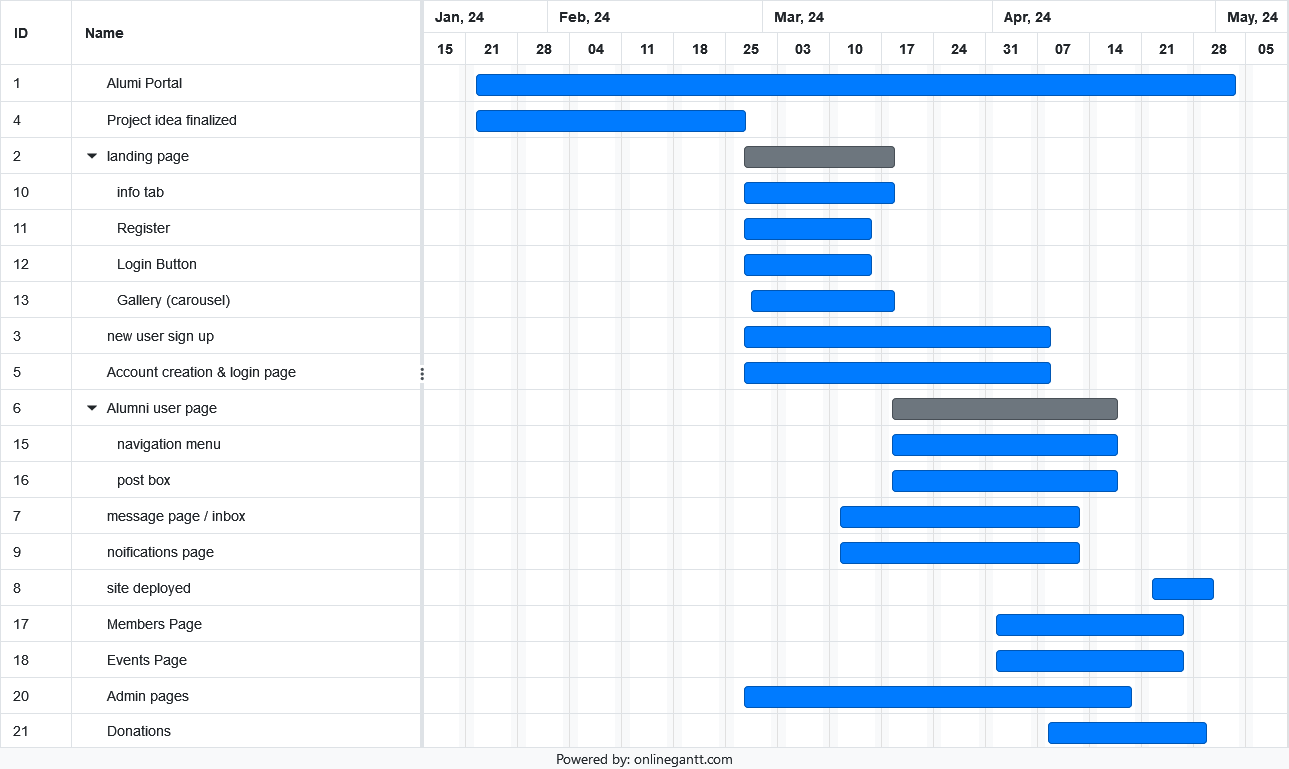 ID Name Jan, 24 Feb, 24 Mar, 24 Apr, 24 May, 24
15 21 28 04 11 18 25 03 10 17 24 31 07 14 21 28 05
1 Alumi Portal
4 Project idea finalized
2 landing page
10 info tab
11 Register
12 Login Button
13 Gallery (carousel)
3 new user sign up
5 Account creation & login page
6 Alumni user page
15 navigation menu
16 post box
7 message page / inbox
9 noifications page
8 site deployed
17 Members Page
18 Events Page
20 Admin pages
21 Donations
Powered by: onlinegantt.com